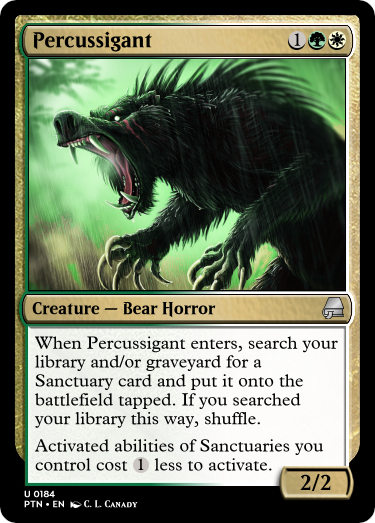 Percussigant 1
Creature — Bear Horror
When Percussigant enters, search your
library and/or graveyard for a
Sanctuary card and put it onto the
battlefield tapped. If you searched
your library this way, shuffle.
Activated abilities of Sanctuaries you
control cost 1 less to activate.
2/2
U 0184
PTN • EN C. L. Canady